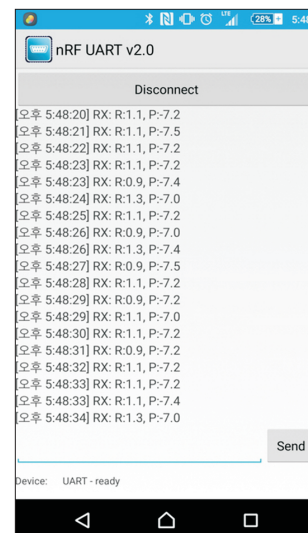 LTE 28% 5:48
nRF UART v2.0
Disconnect
[오후 5:48:20] RX: R:1.1, P:-7.2
[오후 5:48:21] RX: R:1.1, P:-7.5
[오후 5:48:22] RX: R:1.1, P:-7.2
[오후 5:48:23] RX: R:1.1, P:-7.2
[오후 5:48:23] RX: R:0.9, P:-7.4
[오후 5:48:24] RX: R:1.3, P:-7.0
[오후 5:48:25] RX: R:1.1, P:-7.2
[오후 5:48:26] RX: R:0.9, P:-7.0
[오후 5:48:26] RX: R:1.3, P:-7.4
[오후 5:48:27] RX: R:0.9, P:-7.5
[오후 5:48:28] RX: R:1.1, P:-7.2
[오후 5:48:29] RX: R:0.9, P:-7.2
[오후 5:48:29] RX: R:1.1, P:-7.0
[오후 5:48:30] RX: R:1.1, P:-7.2
[오후 5:48:31] RX: R:0.9, P:-7.2
[오후 5:48:32] RX: R:1.1, P:-7.2
[오후 5:48:33] RX: R:1.1, P:-7.2
[오후 5:48:33] RX: R:1.1, P:-7.4
[오후 5:48:34] RX: R:1.3, P:-7.0
Send
Device: UART - ready